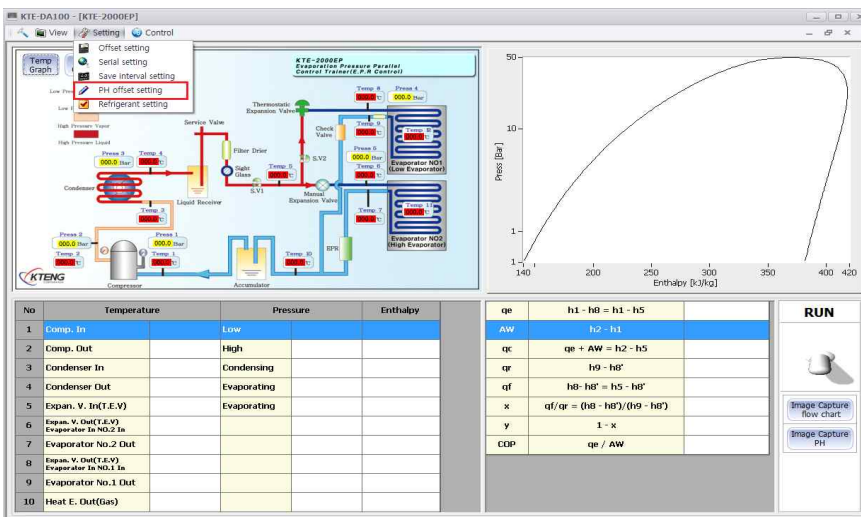 KTE-DA100 - [KTE-2000EP]
View Setting Control
Offset setting
Serial setting
Save interval setting
PH offset setting
Refrigerant setting
Temp
Graph
KTE-2000EP
Evaporation Pressure Parallel
Control Trainer(E.P.R Control)
High Pressure Vapor
High Pressure Liquid
Service Valve
Thermostatic
Expansion Valve
Temp 8 Press 4
000.0 Bar
Check
Valve
Temp 9
Temp 10
Evaporator NO1
(Low Evaporator)
Filter Drier
Sight
Glass
Temp 5
S.V2
S.V1
Manual
Expansion Valve
Press 5
000.0 Bar
Temp 6
Temp 7
Temp 11
Evaporator NO2
(High Evaporator)
EPR
Press 3 Temp 4
000.0 Bar
Condenser
Liquid Receiver
Temp 3
Press 2 Press 1
000.0 Bar 000.0 Bar
Temp 2 Temp 1
Temp 10
KTENG
Compressor
Accumulator
50
10
1
1
Press [Bar]
140 200 250 300 350 400 420
Enthalpy [kJ/kg]
No Temperature Pressure Enthalpy
1 Comp. In Low
2 Comp. Out High
3 Condenser In Condensing
4 Condenser Out Evaporating
5 Expan. V. In(T.E.V) Evaporating
6 Expan. V. Out(T.E.V)
Evaporator In NO.2 In
7 Evaporator No.2 Out
8 Expan. V. Out(T.E.V)
Evaporator In NO.1 In
9 Evaporator No.1 Out
10 Heat E. Out(Gas)
qe h1 - h8 = h1 - h5
AW h2 - h1
qc qe + AW = h2 - h5
qr h9 - h8'
qf h8- h8' = h5 - h8'
x qf/qr = (h8 - h8')/(h9 - h8')
y 1 - x
COP qe / AW
RUN
Image Capture
flow chart
Image Capture
PH